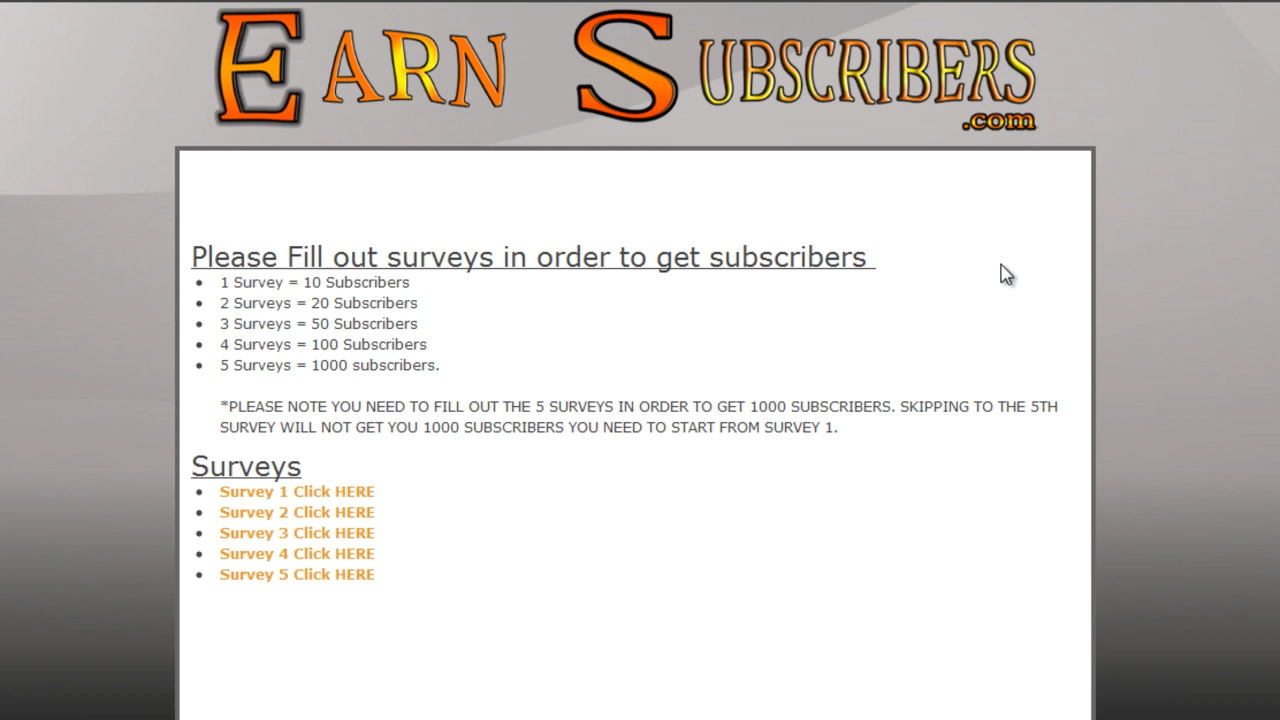 EARN SUBSCRIBERS
.com
Please Fill out surveys in order to get subscribers
1 Survey = 10 Subscribers
2 Surveys = 20 Subscribers
3 Surveys = 50 Subscribers
4 Surveys = 100 Subscribers
5 Surveys = 1000 subscribers.
*PLEASE NOTE YOU NEED TO FILL OUT THE 5 SURVEYS IN ORDER TO GET 1000 SUBSCRIBERS. SKIPPING TO THE 5TH
SURVEY WILL NOT GET YOU 1000 SUBSCRIBERS YOU NEED TO START FROM SURVEY 1.
Surveys
Survey 1 Click HERE
Survey 2 Click HERE
Survey 3 Click HERE
Survey 4 Click HERE
Survey 5 Click HERE